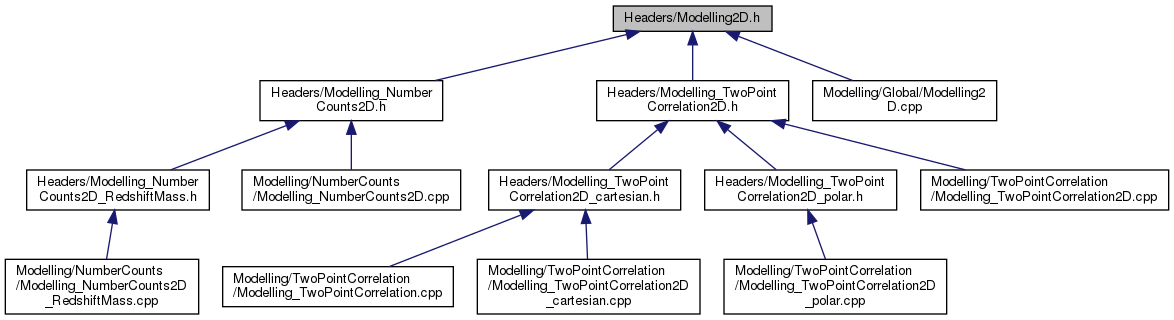 Headers/Modelling2D.h
Headers/Modelling_Number
Counts2D.h
Headers/Modelling_TwoPoint
Correlation2D.h
Modelling/Global/Modelling2
D.cpp
Headers/Modelling_Number
Counts2D_RedshiftMass.h
Modelling/NumberCounts
/Modelling_NumberCounts2D.cpp
Headers/Modelling_TwoPoint
Correlation2D_cartesian.h
Headers/Modelling_TwoPoint
Correlation2D_polar.h
Modelling/TwoPointCorrelation
/Modelling_TwoPointCorrelation2D.cpp
Modelling/NumberCounts
/Modelling_NumberCounts2D
_RedshiftMass.cpp
Modelling/TwoPointCorrelation
/Modelling_TwoPointCorrelation.cpp
Modelling/TwoPointCorrelation
/Modelling_TwoPointCorrelation2D
_cartesian.cpp
Modelling/TwoPointCorrelation
/Modelling_TwoPointCorrelation2D
_polar.cpp